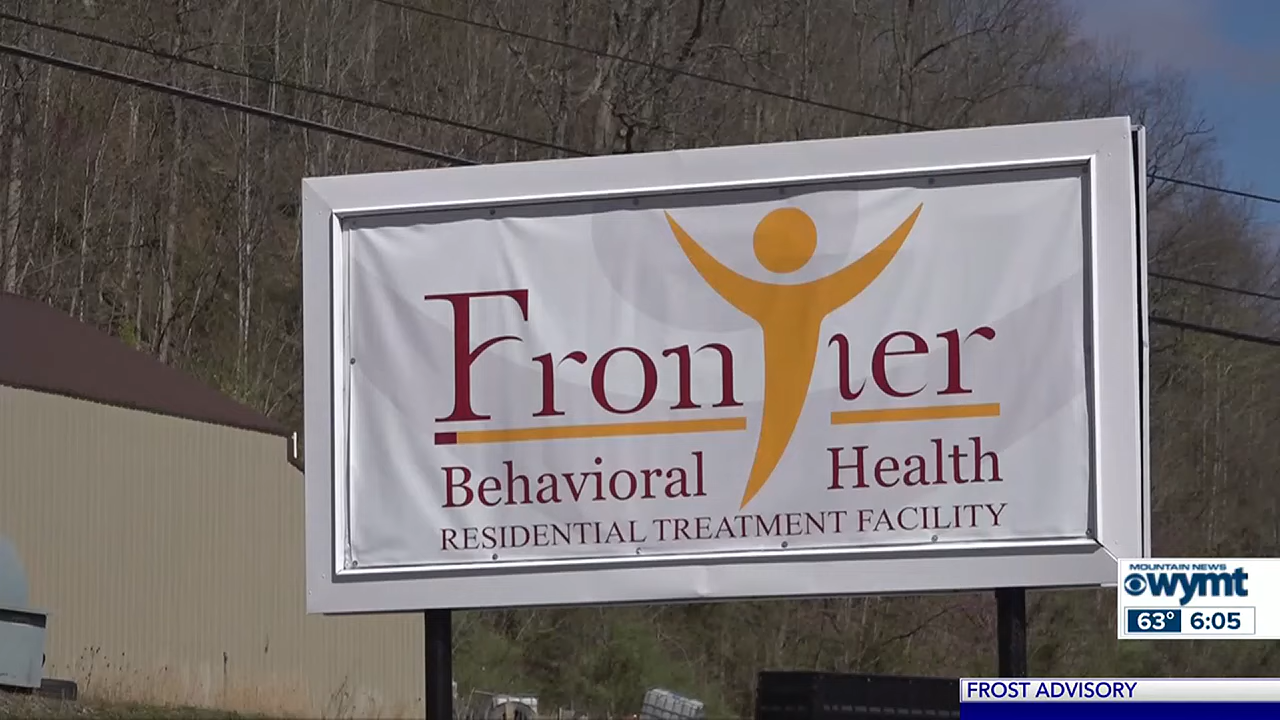 Frontier
Behavioral Health
RESIDENTIAL TREATMENT FACILITY
MOUNTAIN NEWS
wymt
63° 6:05
FROST ADVISORY